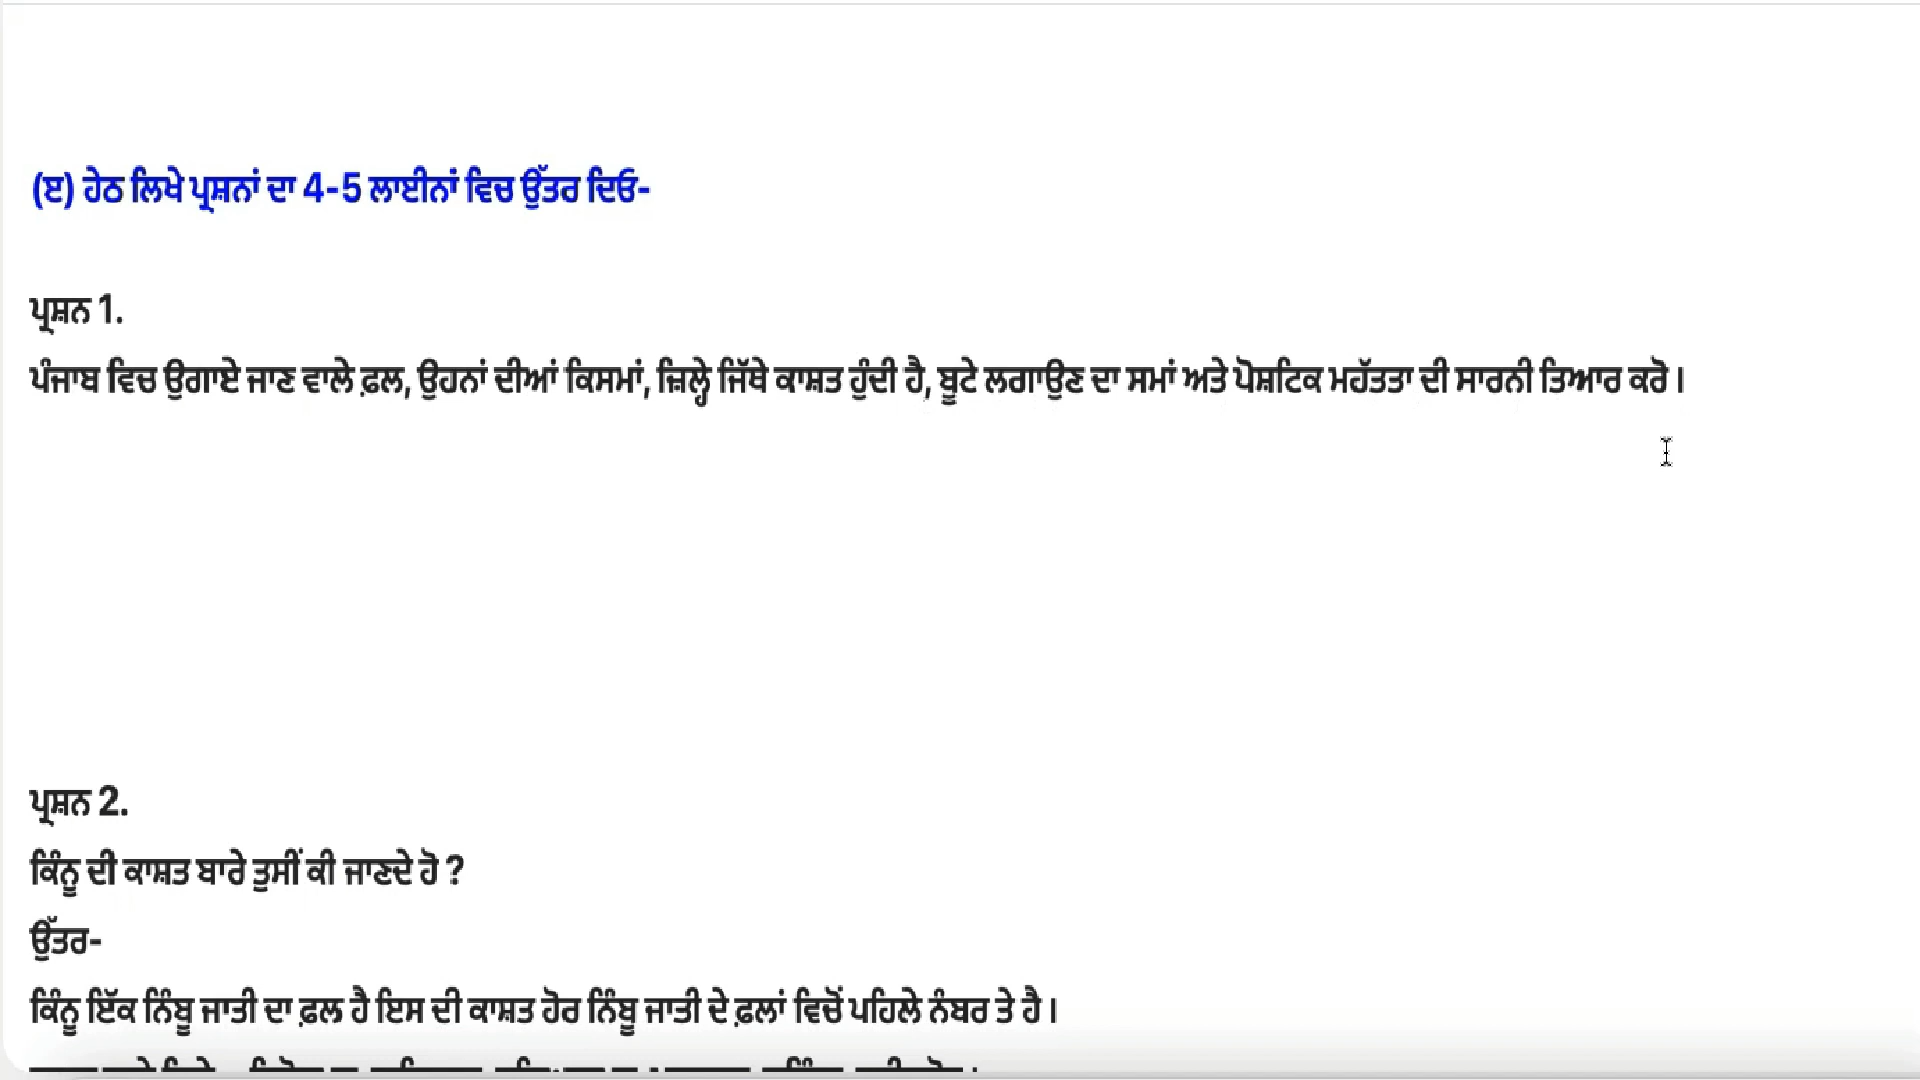 (ੲ) ਹੇਠ ਲਿਖੇ ਪ੍ਰਸ਼ਨਾਂ ਦਾ 4-5 ਲਾਈਨਾਂ ਵਿਚ ਉੱਤਰ ਦਿਓ-
ਪ੍ਰਸ਼ਨ 1.
ਪੰਜਾਬ ਵਿਚ ਉਗਾਏ ਜਾਣ ਵਾਲੇ ਫ਼ਲ, ਉਹਨਾਂ ਦੀਆਂ ਕਿਸਮਾਂ, ਜ਼ਿਲ੍ਹੇ ਜਿੱਥੇ ਕਾਸ਼ਤ ਹੁੰਦੀ ਹੈ, ਬੂਟੇ ਲਗਾਉਣ ਦਾ ਸਮਾਂ ਅਤੇ ਪੋਸ਼ਟਿਕ ਮਹੱਤਤਾ ਦੀ ਸਾਰਨੀ ਤਿਆਰ ਕਰੋ ।
ਪ੍ਰਸ਼ਨ 2.
ਕਿੰਨੂ ਦੀ ਕਾਸ਼ਤ ਬਾਰੇ ਤੁਸੀਂ ਕੀ ਜਾਣਦੇ ਹੋ ?
ਉੱਤਰ-
ਕਿੰਨੂ ਇੱਕ ਨਿੰਬੂ ਜਾਤੀ ਦਾ ਫ਼ਲ ਹੈ ਇਸ ਦੀ ਕਾਸ਼ਤ ਹੋਰ ਨਿੰਬੂ ਜਾਤੀ ਦੇ ਫ਼ਲਾਂ ਵਿਚੋਂ ਪਹਿਲੇ ਨੰਬਰ ਤੇ ਹੈ ।